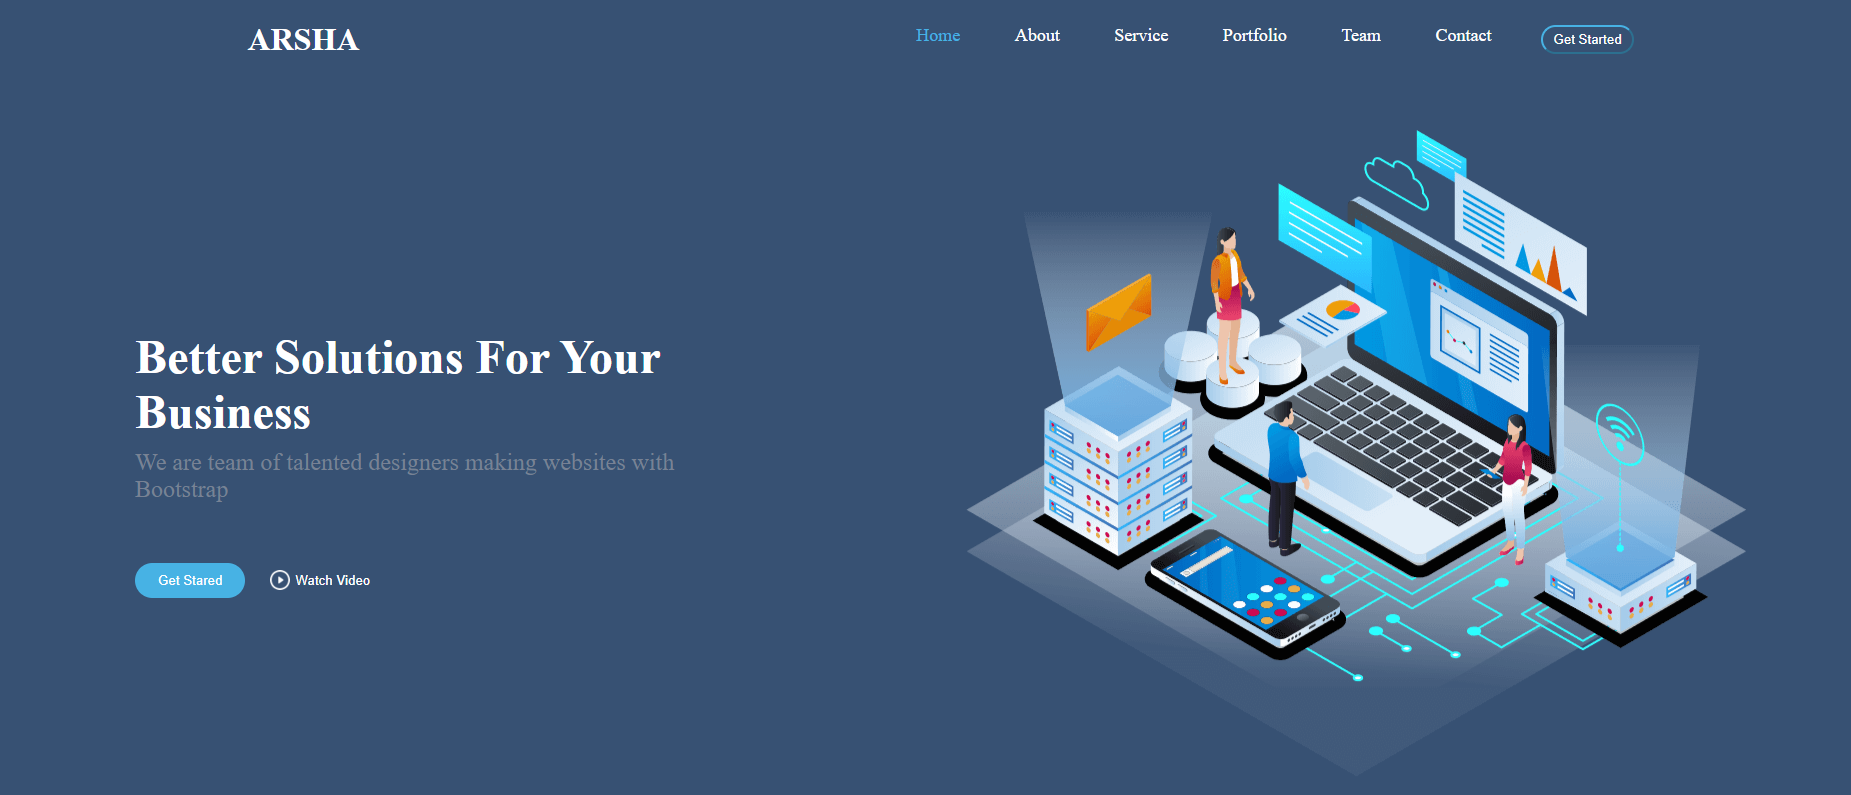 ARSHA
Home About Service Portfolio Team Contact Get Started
Better Solutions For Your
Business
We are team of talented designers making websites with
Bootstrap
Get Stared Watch Video